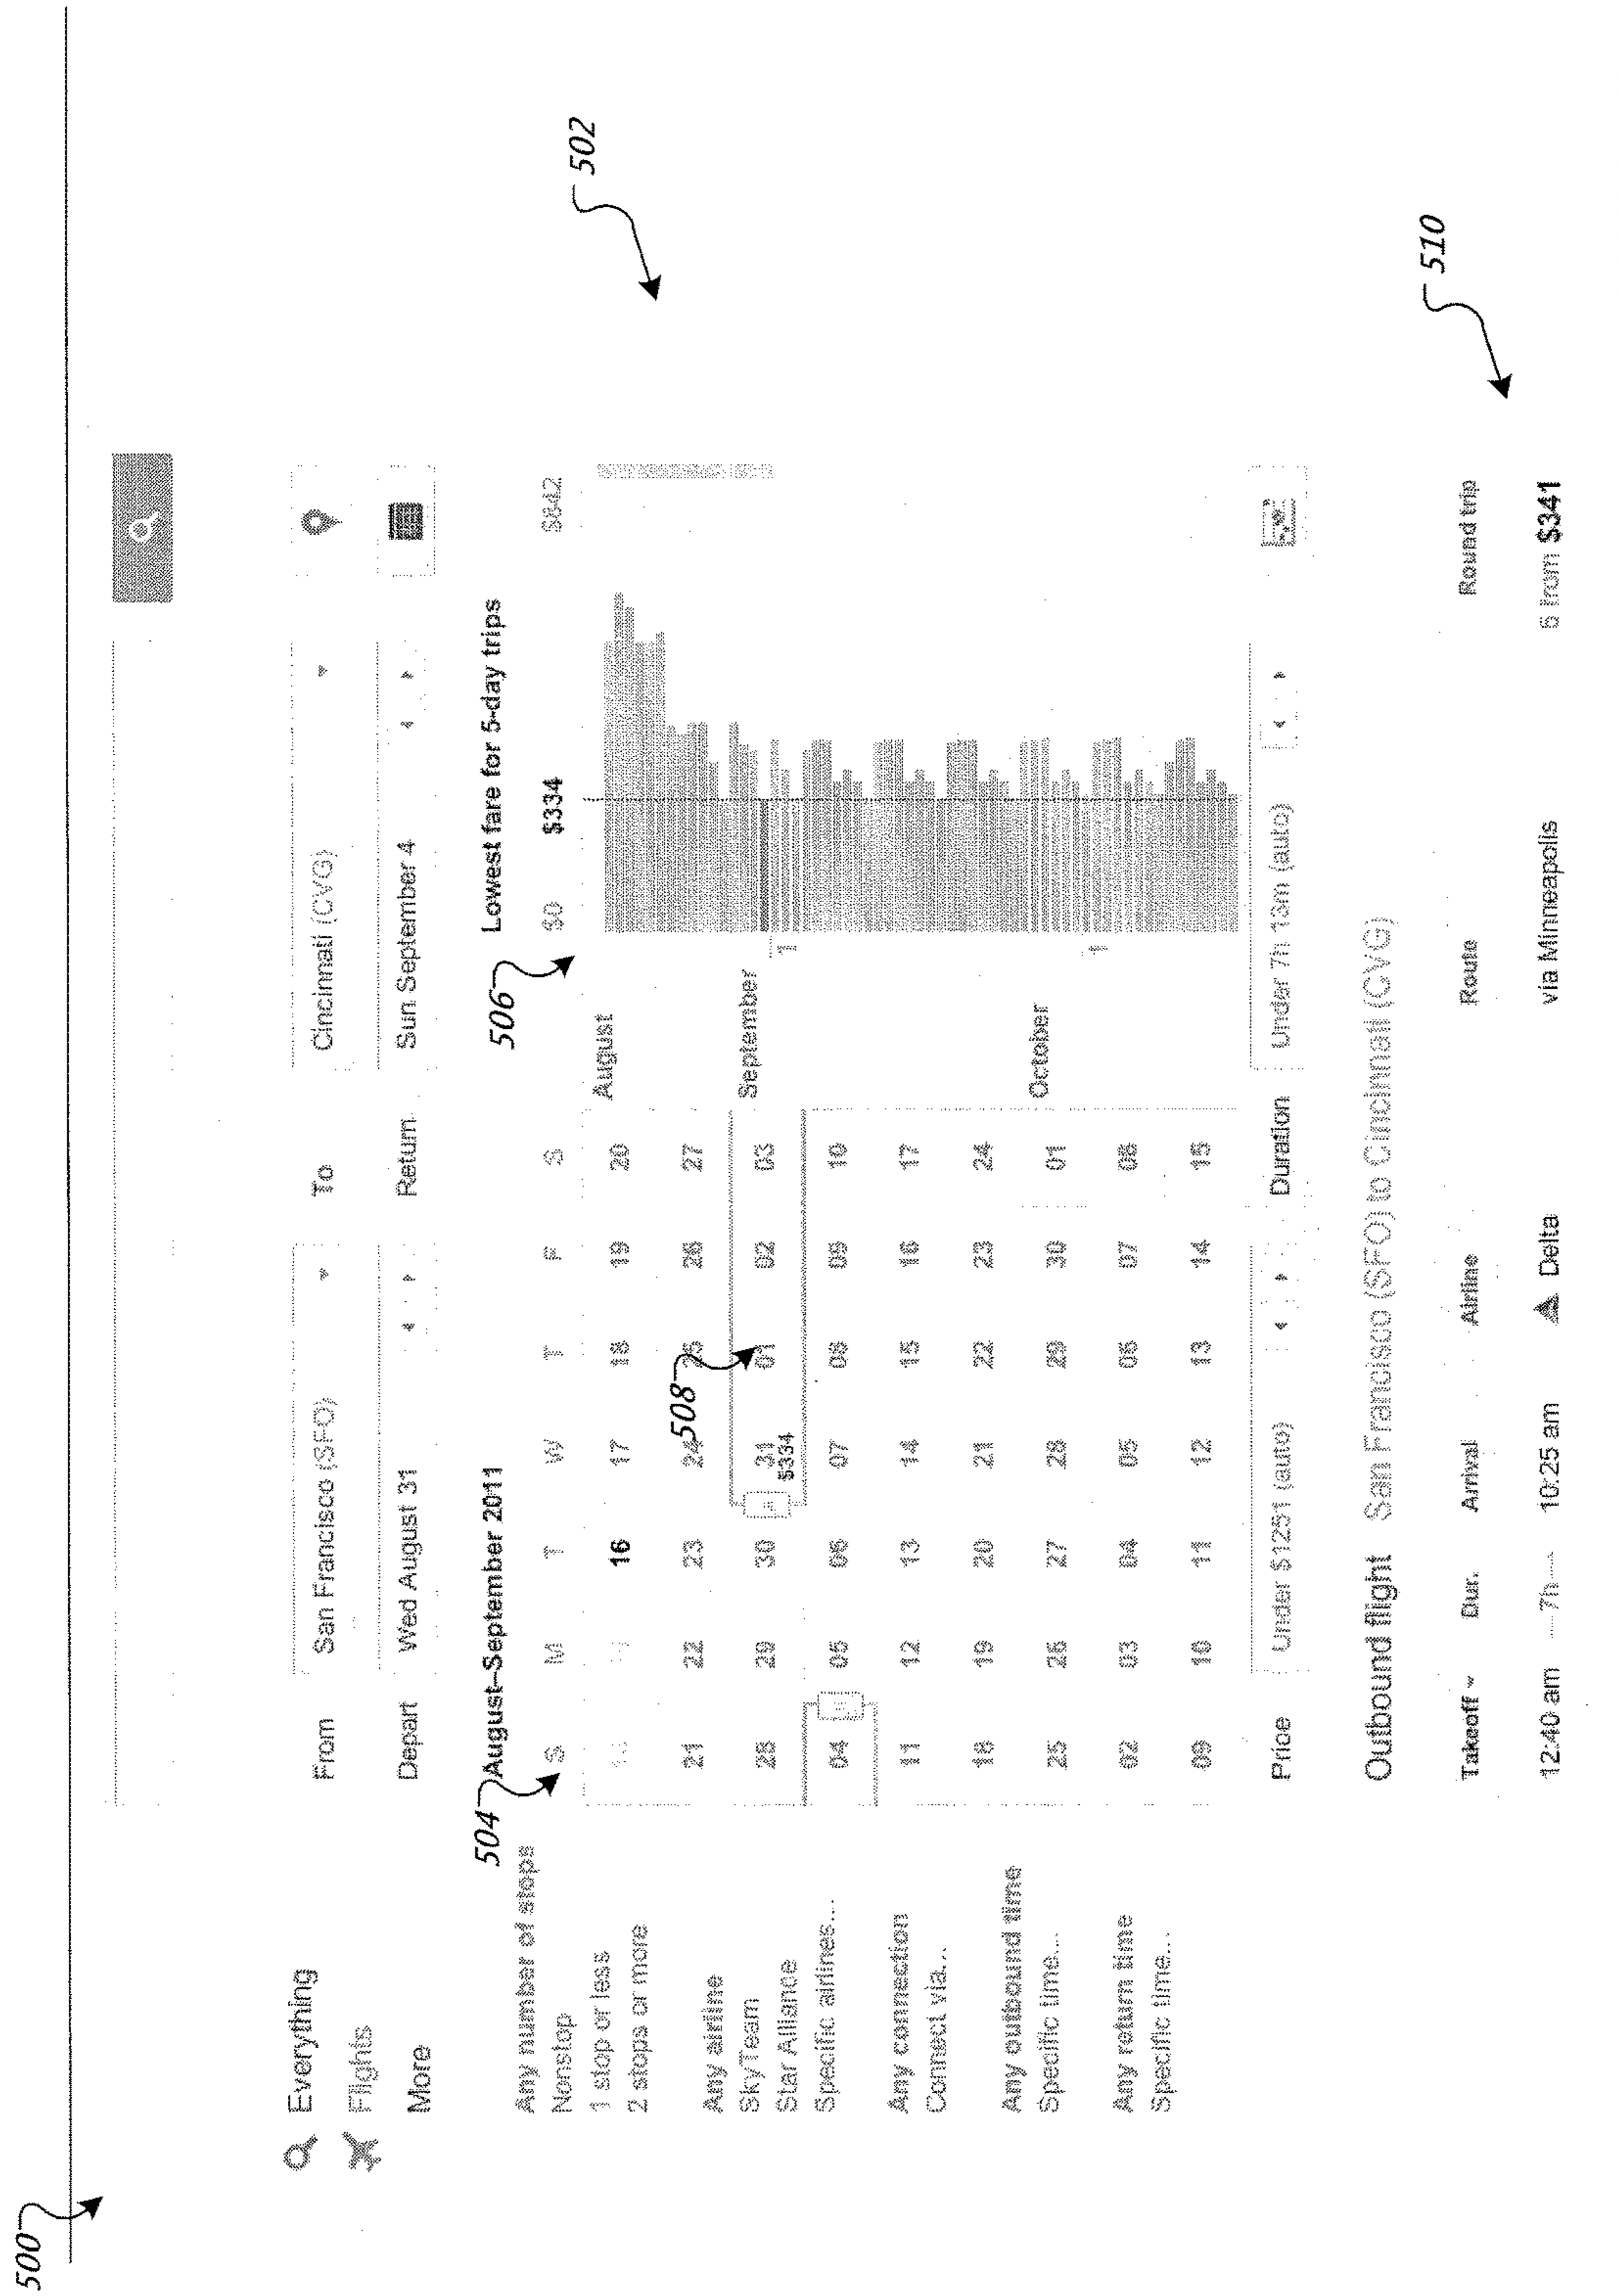 500
Everything
Flights
More
From San Francisco (SFO) To Cincinnati (CVG)
Depart Wed August 31 Return Sun September 4
504
506
502
August–September 2011
Lowest fare for 5-day trips
S M T W T F S
$0 $334 $642
Any number of stops
Nonstop
1 stop or less
2 stops or more
Any airline
SkyTeam
Star Alliance
Specific airlines...
Any connection
Connect via...
Any outbound time
Specific time...
Any return time
Specific time...
16 17 18 19 20 August
21 22 23 24 25 26 27
508
28 29 30 31 01 02 03 September
$334
1
04 05 06 07 08 09 10
11 12 13 14 15 16 17
18 19 20 21 22 23 24
25 26 27 28 29 30 01 October
02 03 04 05 06 07 08
1
09 10 11 12 13 14 15
Price Under $1251 (auto) Duration Under 7h 13m (auto)
Outbound flight San Francisco (SFO) to Cincinnati (CVG)
510
Takeoff Dur. Arrival Airline Route Round trip
12:40 am 7h 10:25 am Delta via Minneapolis 6 from $341